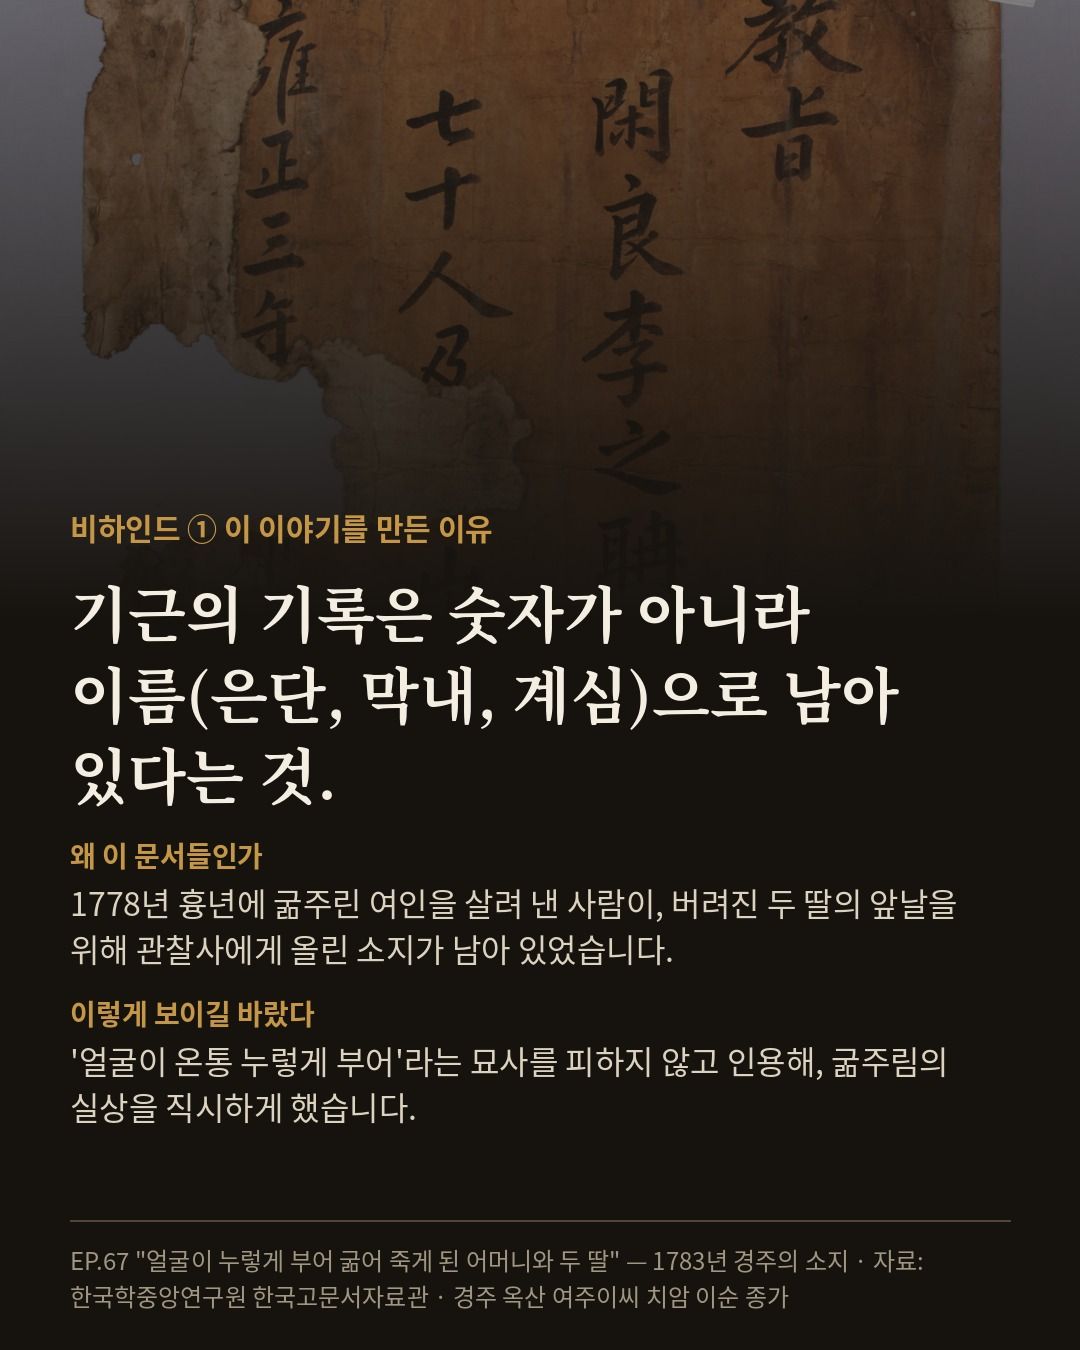 教旨
閑良李之聃
七十人乃
雍正三年
비하인드 ① 이 이야기를 만든 이유
기근의 기록은 숫자가 아니라
이름(은단, 막내, 계심)으로 남아
있다는 것.
왜 이 문서들인가
1778년 흉년에 굶주린 여인을 살려 낸 사람이, 버려진 두 딸의 앞날을
위해 관찰사에게 올린 소지가 남아 있었습니다.
이렇게 보이길 바랐다
'얼굴이 온통 누렇게 부어'라는 묘사를 피하지 않고 인용해, 굶주림의
실상을 직시하게 했습니다.
EP.67 "얼굴이 누렇게 부어 굶어 죽게 된 어머니와 두 딸" — 1783년 경주의 소지 · 자료:
한국학중앙연구원 한국고문서자료관 · 경주 옥산 여주이씨 치암 이순 종가